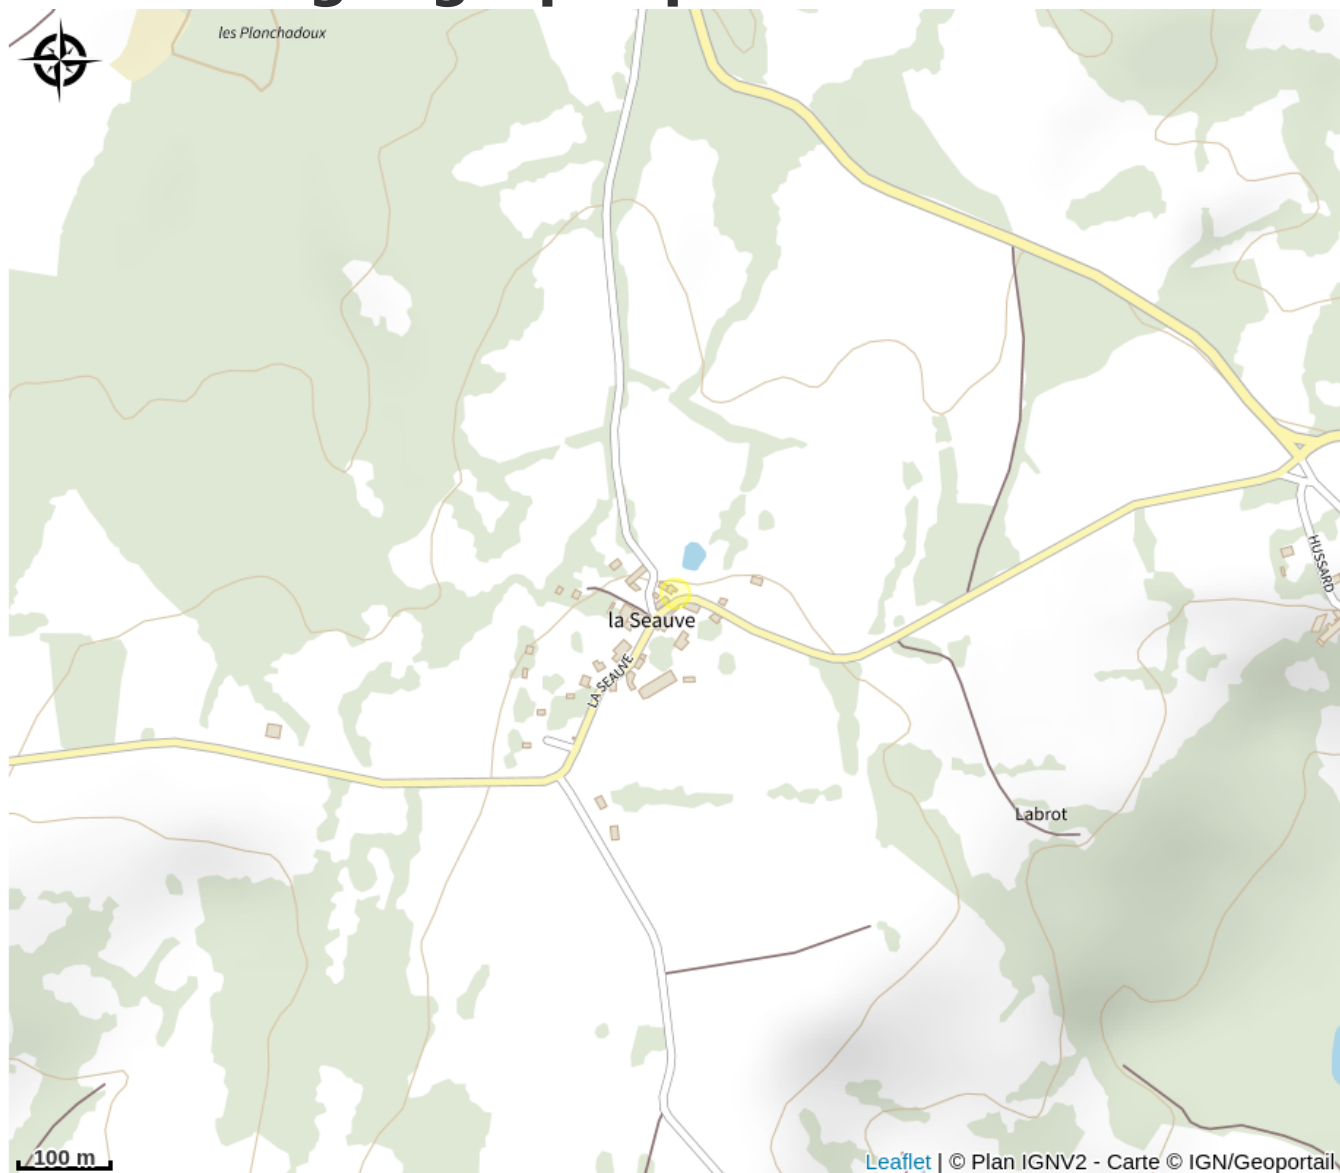 les Planchadoux
HUSSARD
la Seauve
LA SEAUVE
Labrot
100 m
Leaflet | © Plan IGNV2 - Carte © IGN/Geoportail